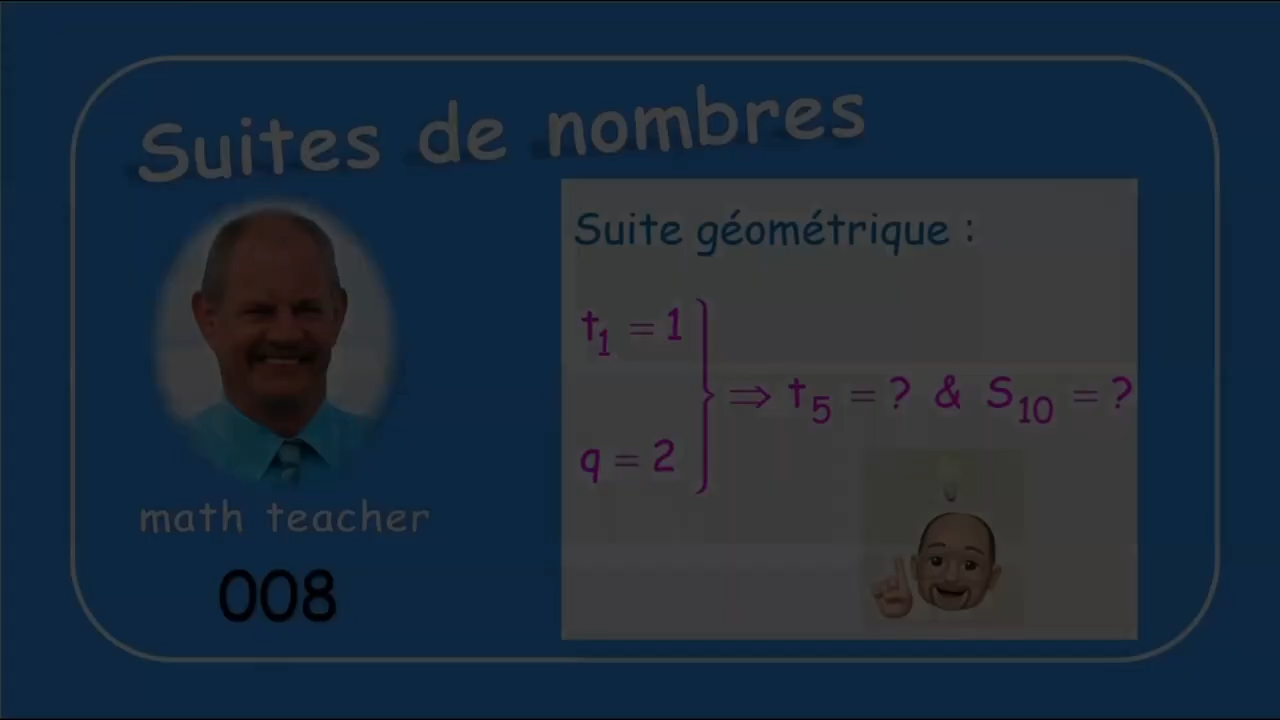 Suites de nombres
Suite géométrique :
t₁ = 1
⇒ t₅ = ? & S₁₀ = ?
q = 2
math teacher
008